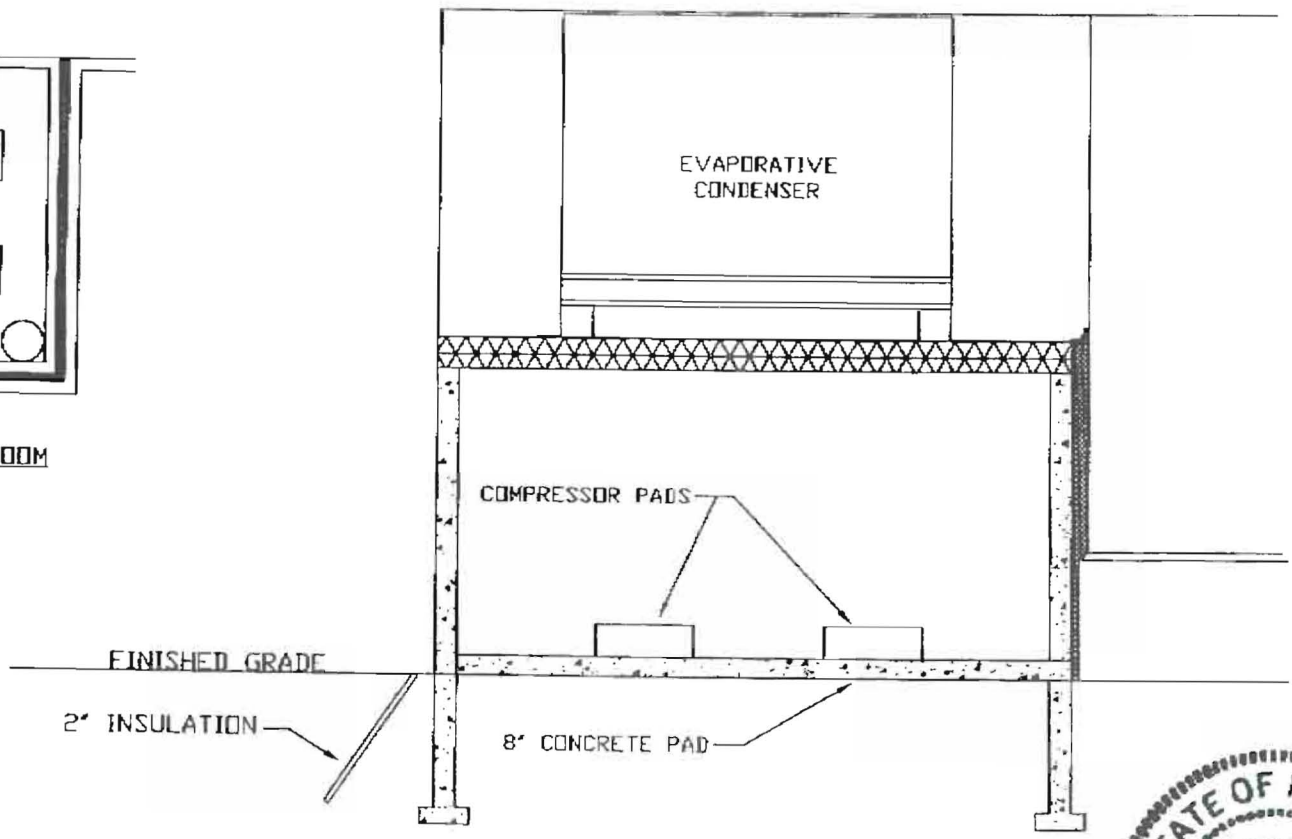 EVAPORATIVE
CONDENSER
OOM
COMPRESSOR PADS
FINISHED GRADE
2" INSULATION
8" CONCRETE PAD
ATE OF A